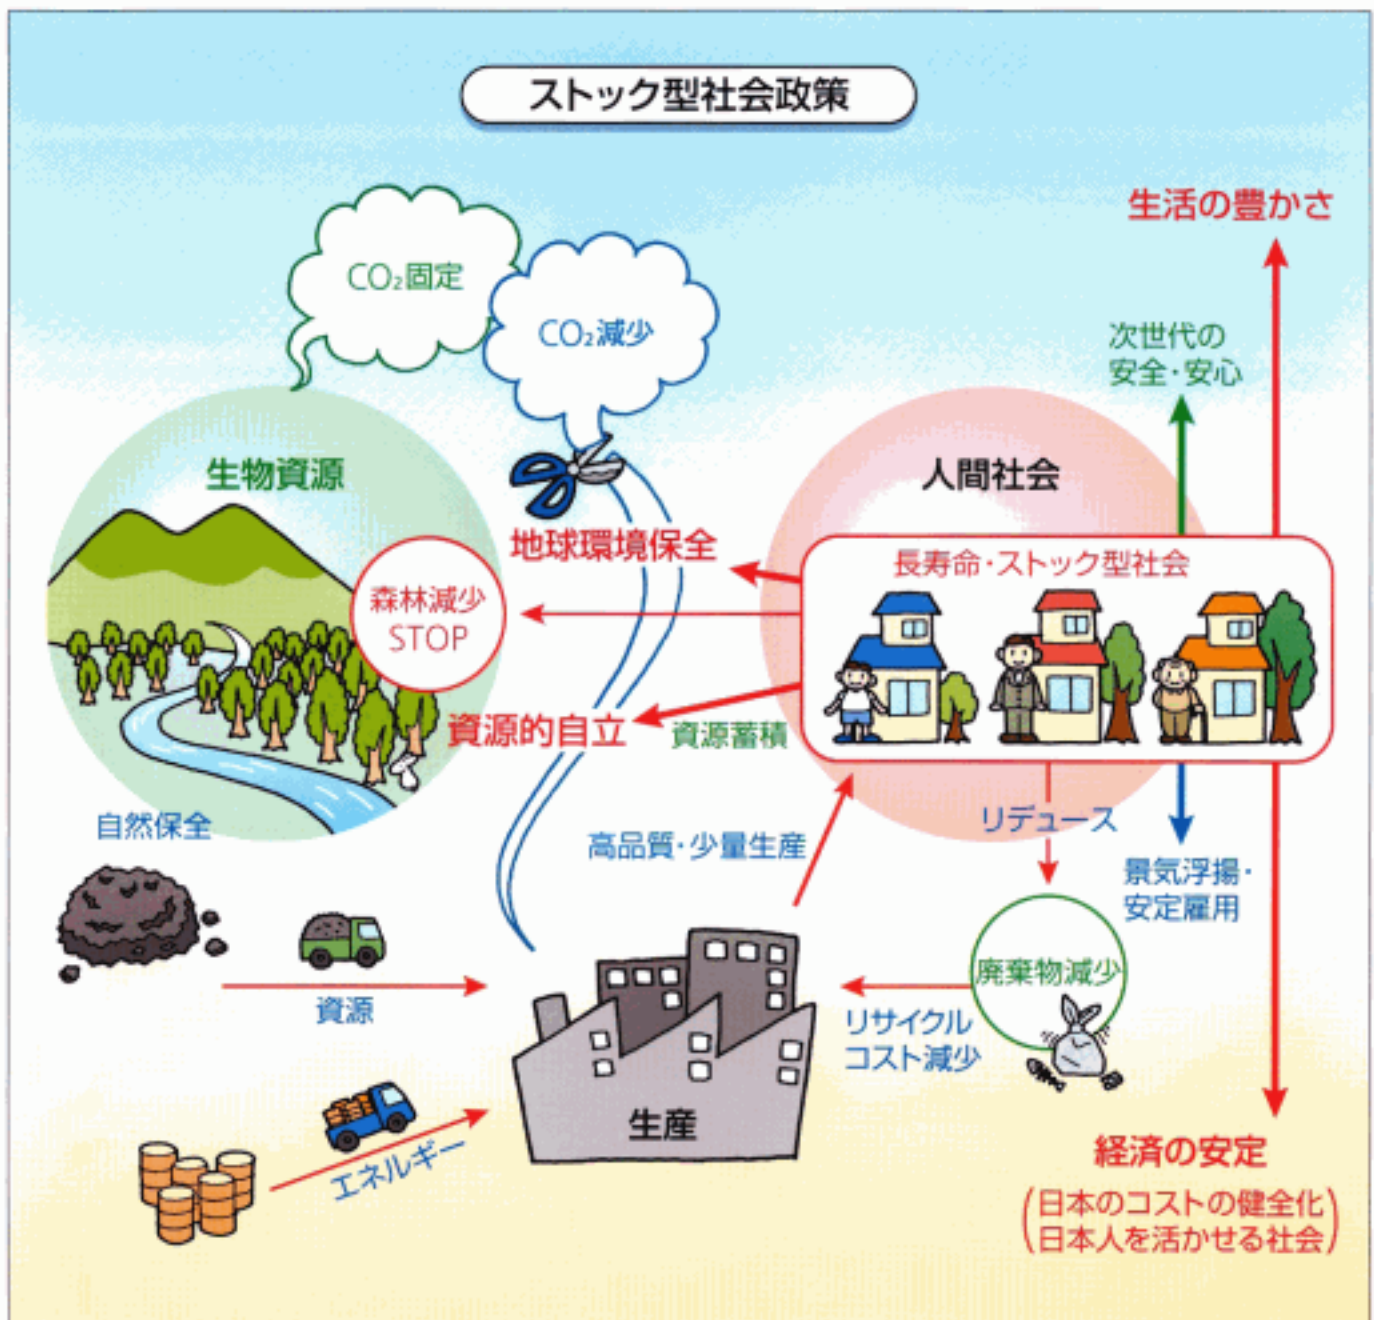 ストック型社会政策
生活の豊かさ
CO₂固定
CO₂減少
次世代の
安全・安心
生物資源
人間社会
地球環境保全
長寿命・ストック型社会
森林減少
STOP
資源的自立
資源蓄積
自然保全
高品質・少量生産
リデュース
景気浮揚・
安定雇用
廃棄物減少
資源
リサイクル
コスト減少
生産
エネルギー
経済の安定
(日本のコストの健全化
日本人を活かせる社会)